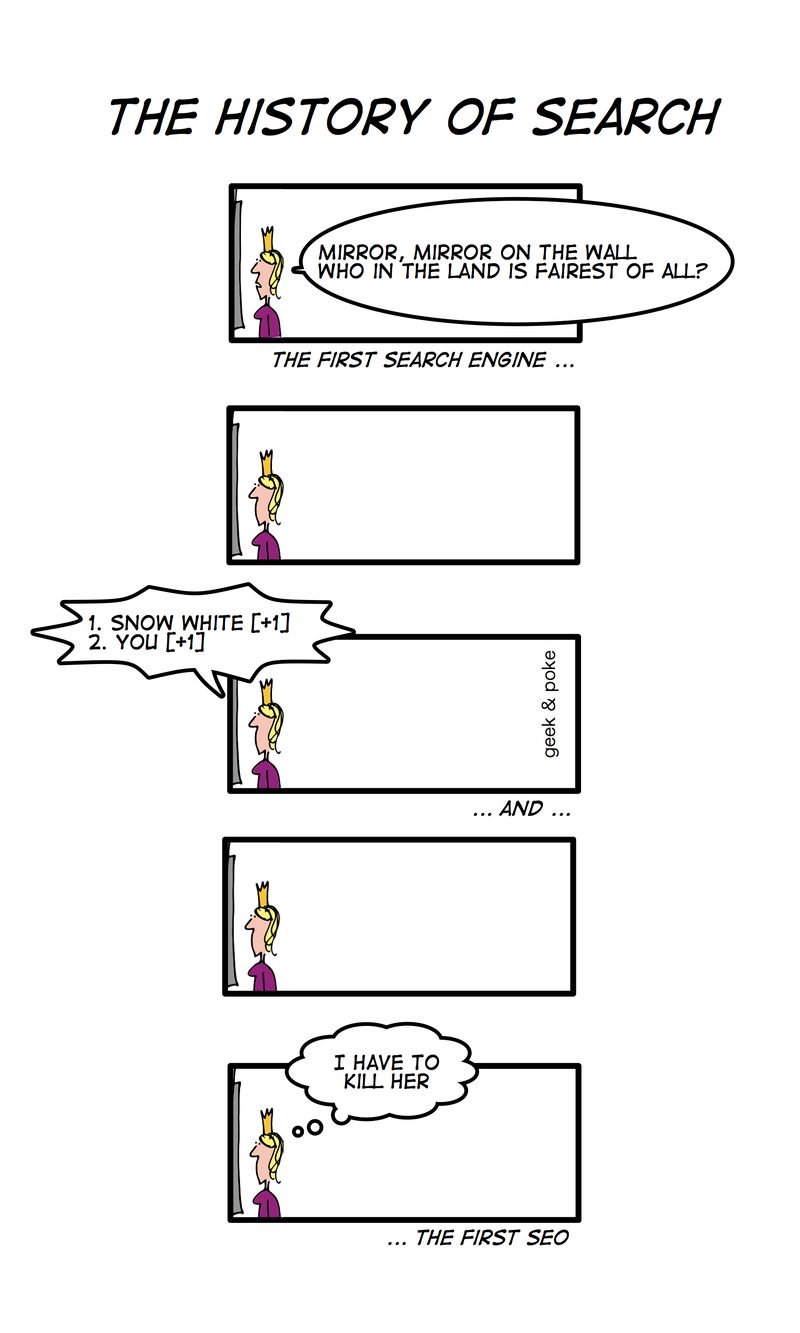 THE HISTORY OF SEARCH
MIRROR, MIRROR ON THE WALL
WHO IN THE LAND IS FAIREST OF ALL?
THE FIRST SEARCH ENGINE ...
1. SNOW WHITE [+1]
2. YOU [+1]
geek & poke
... AND ...
I HAVE TO
KILL HER
... THE FIRST SEO